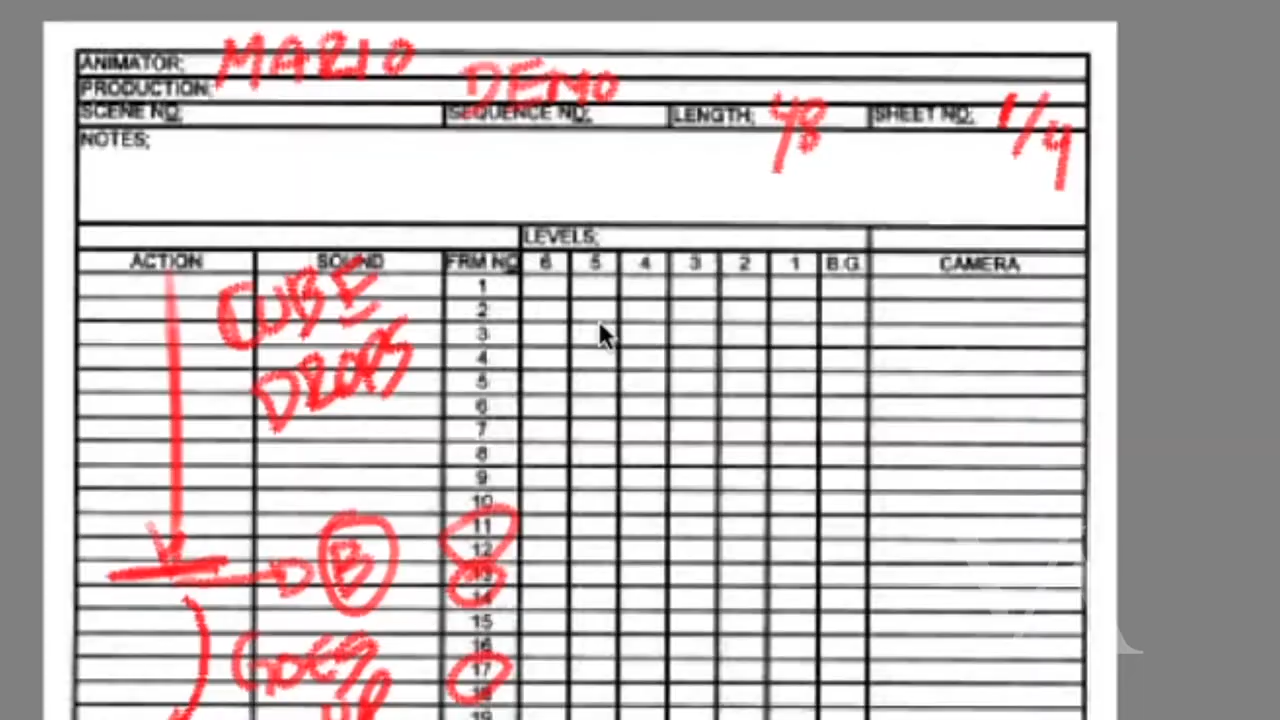 ANIMATOR; MARIO
PRODUCTION; DEMO
SCENE NO; SEQUENCE NO; LENGTH; 48 SHEET NO; 1/4
NOTES;
LEVELS;
ACTION SOUND FRM NO 6 5 4 3 2 1 B.G. CAMERA
1
2
3
4
5
6
7
8
9
10
11
12
13
14
15
16
17
18
19
CUBE
DROPS
B
GOES
UP